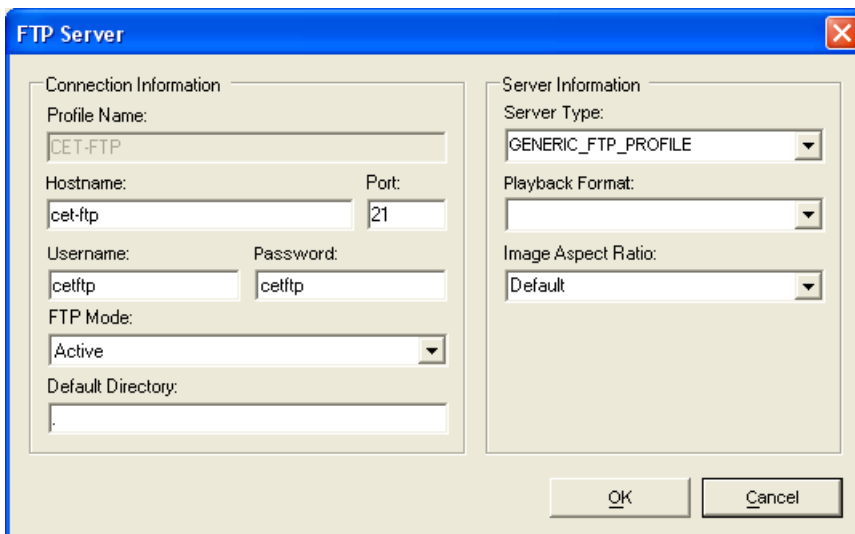 FTP Server
Connection Information
Profile Name:
CET-FTP
Hostname: Port:
cet-ftp 21
Username: Password:
cetftp cetftp
FTP Mode:
Active
Default Directory:
.
Server Information
Server Type:
GENERIC_FTP_PROFILE
Playback Format:
Image Aspect Ratio:
Default
OK Cancel